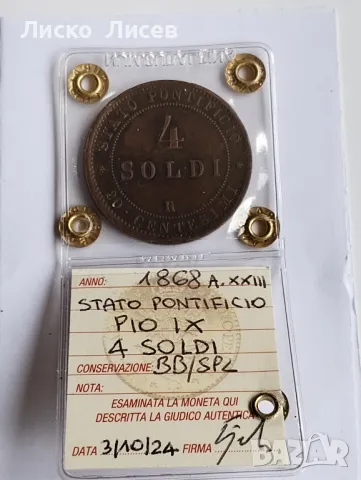 Лиско Лисев
STATO PONTIFICIO
4
SOLDI
R
20 CENTESIMI
ANNO: 1868 A. XXIII
STATO PONTIFICIO
PIO IX
4 SOLDI
CONSERVAZIONE: BB/SPL
NOTA:
ESAMINATA LA MONETA QUI
DESCRITTA LA GIUDICO AUTENTICA
DATA 3/10/24 FIRMA
BAZAR